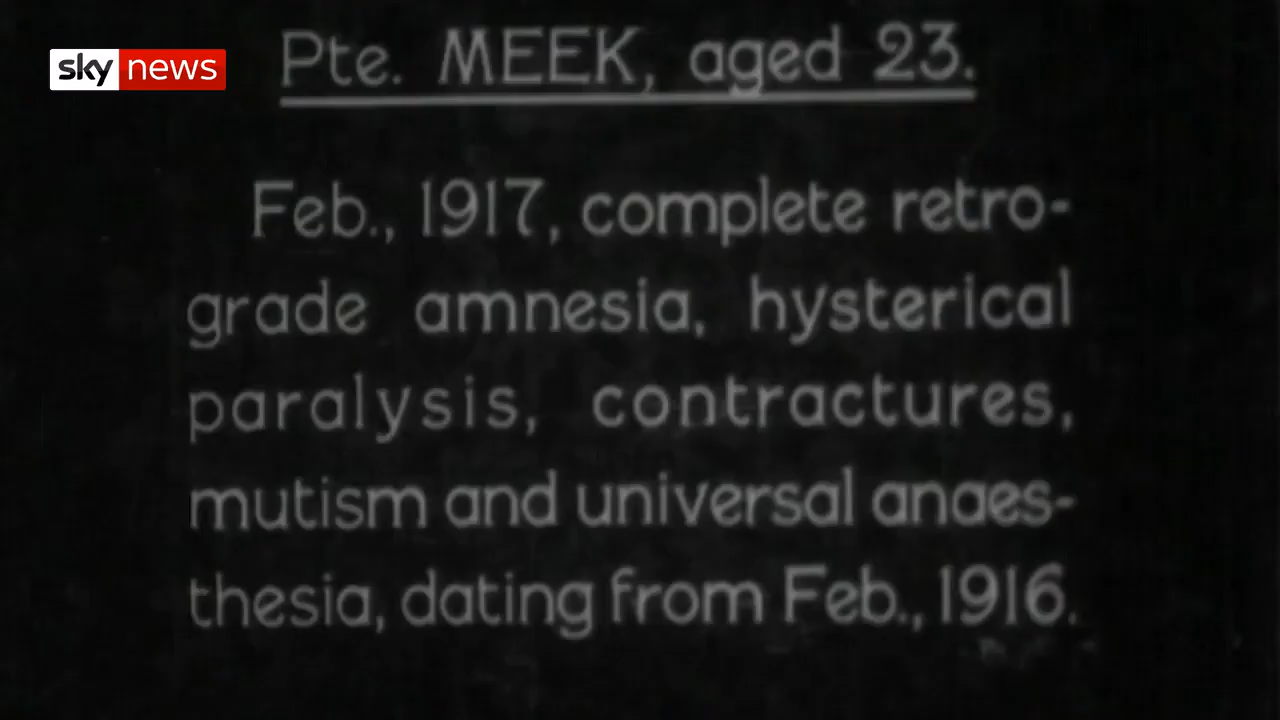 sky news
Pte. MEEK, aged 23.
Feb., 1917, complete retro-
grade amnesia, hysterical
paralysis, contractures,
mutism and universal anaes-
thesia, dating from Feb., 1916.